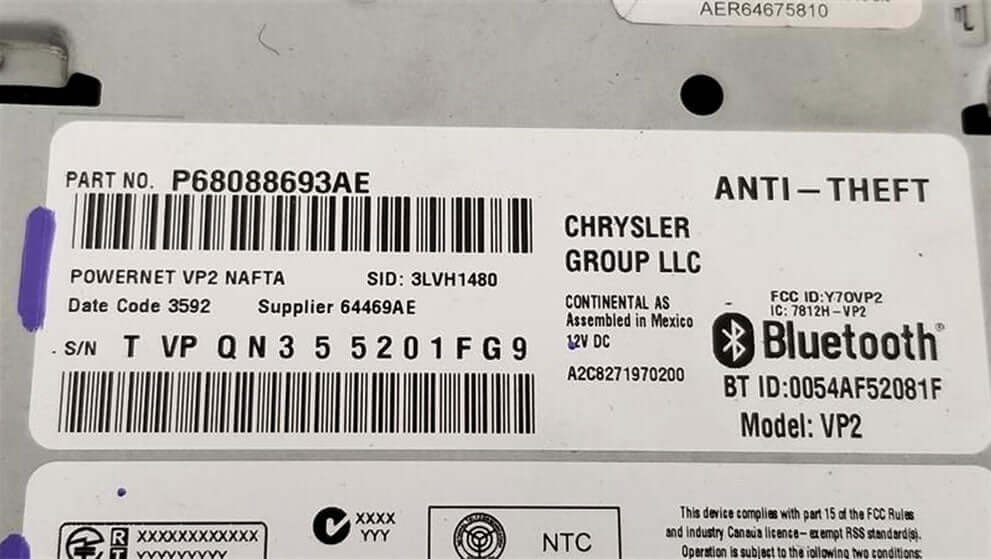 AER64675810
PART NO. P68088693AE
ANTI-THEFT
CHRYSLER
GROUP LLC
POWERNET VP2 NAFTA SID: 3LVH1480
Date Code 3592 Supplier 64469AE
S/N T VP QN355201FG9
CONTINENTAL AS
Assembled in Mexico
12V DC
A2C8271970200
FCC ID:Y7OVP2
IC: 7812H-VP2
Bluetooth®
BT ID:0054AF52081F
Model: VP2
R XXXXXXXXXXXX
T YYYYYYYYY
XXXX
YYY
NTC
This device complies with part 15 of the FCC Rules
and industry Canada licence-exempt RSS standard(s).
Operation is subject to the following two conditions: